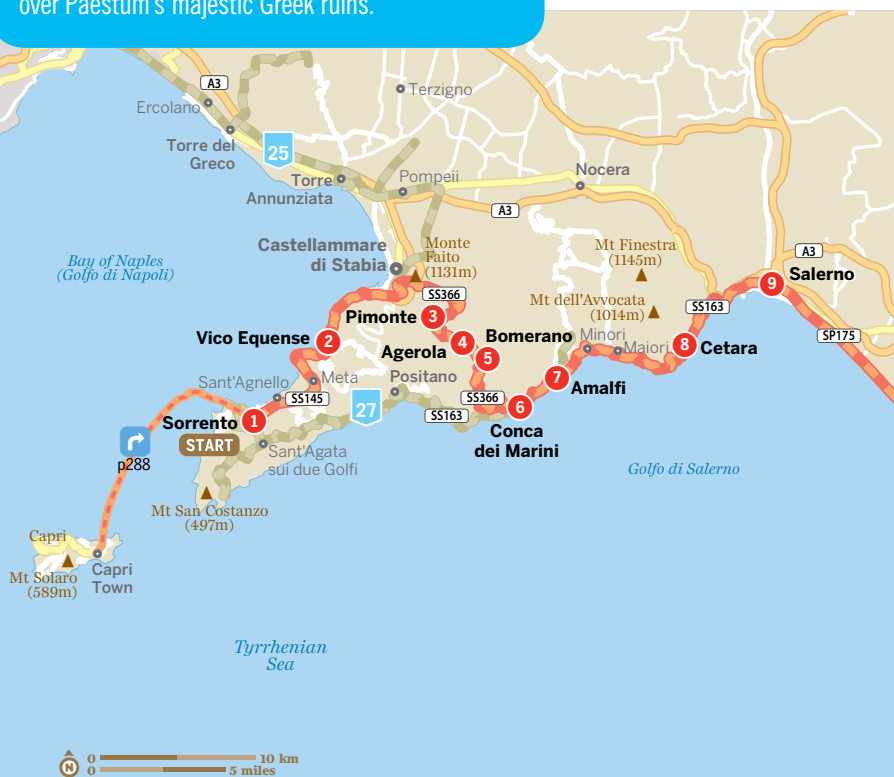 over Paestum's majestic Greek ruins.
A3
Terzigno
Ercolano
Torre del
Greco
25
Torre
Annunziata
Pompeii
Nocera
A3
Castellammare
di Stabia
Monte
Faito
(1131m)
Mt Finestra
(1145m)
A3
Bay of Naples
(Golfo di Napoli)
9
Salerno
SS366
Mt dell'Avvocata
(1014m)
SS163
Pimonte
3
SP175
Vico Equense
2
Agerola
4
Bomerano
5
Minori
Maiori
8
Cetara
Sant'Agnello
Meta
Positano
7
Amalfi
SS145
27
SS366
SS163
6
Conca
dei Marini
Sorrento
1
START
p288
Sant'Agata
sui due Golfi
Golfo di Salerno
Mt San Costanzo
(497m)
Capri
Mt Solaro
(589m)
Capri
Town
Tyrrhenian
Sea
N
0
10 km
0
5 miles